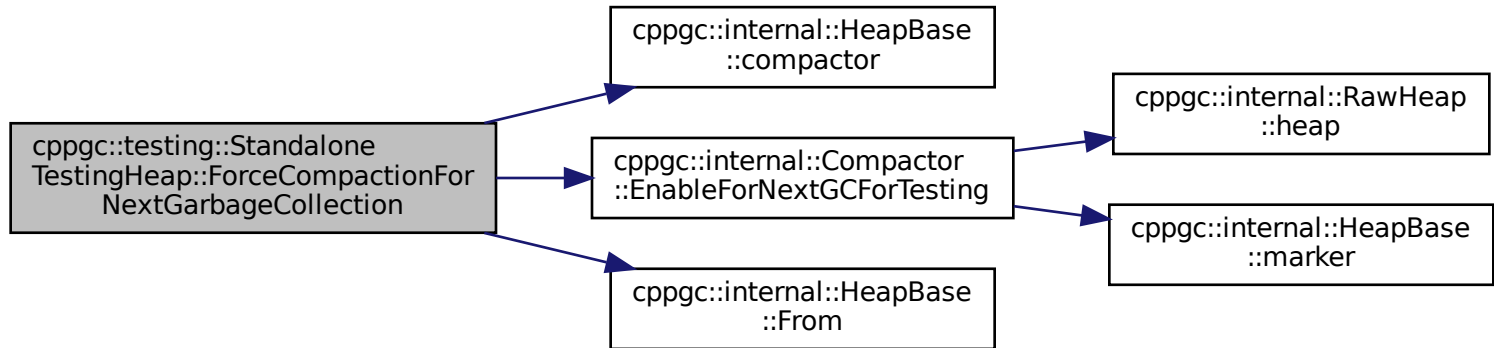 cppgc::testing::Standalone
TestingHeap::ForceCompactionFor
NextGarbageCollection
cppgc::internal::HeapBase
::compactor
cppgc::internal::Compactor
::EnableForNextGCForTesting
cppgc::internal::HeapBase
::From
cppgc::internal::RawHeap
::heap
cppgc::internal::HeapBase
::marker